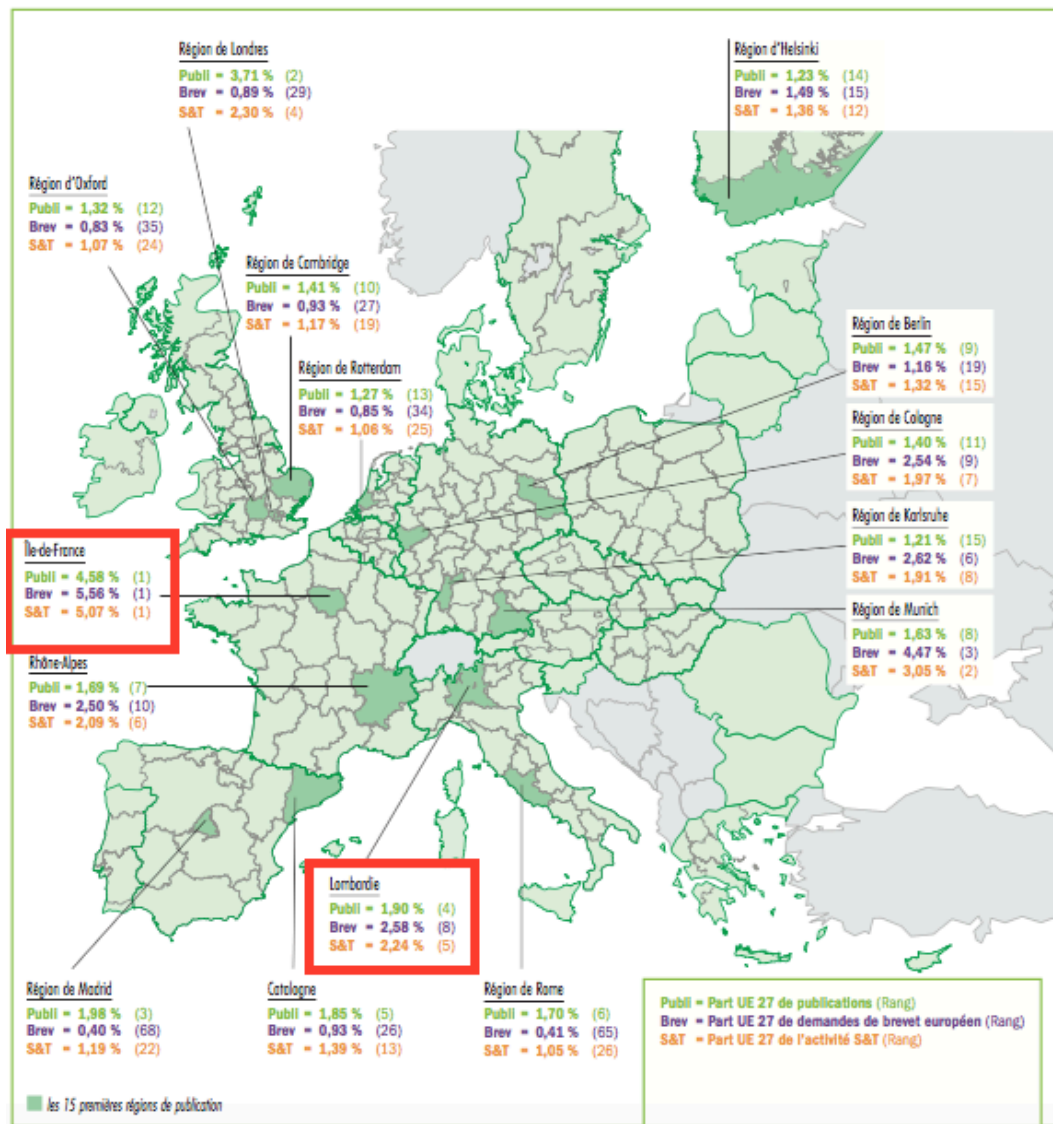 Région de Londres
Publi = 3,71 % (2)
Brev = 0,89 % (29)
S&T = 2,30 % (4)
Région d'Helsinki
Publi = 1,23 % (14)
Brev = 1,49 % (15)
S&T = 1,36 % (12)
Région d'Oxford
Publi = 1,32 % (12)
Brev = 0,83 % (35)
S&T = 1,07 % (24)
Région de Cambridge
Publi = 1,41 % (10)
Brev = 0,93 % (27)
S&T = 1,17 % (19)
Région de Rotterdam
Publi = 1,27 % (13)
Brev = 0,85 % (34)
S&T = 1,06 % (25)
Région de Berlin
Publi = 1,47 % (9)
Brev = 1,16 % (19)
S&T = 1,32 % (15)
Région de Cologne
Publi = 1,40 % (11)
Brev = 2,54 % (9)
S&T = 1,97 % (7)
Région de Karlsruhe
Publi = 1,21 % (15)
Brev = 2,62 % (6)
S&T = 1,91 % (8)
Région de Munich
Publi = 1,63 % (8)
Brev = 4,47 % (3)
S&T = 3,05 % (2)
Île-de-France
Publi = 4,58 % (1)
Brev = 5,56 % (1)
S&T = 5,07 % (1)
Rhône-Alpes
Publi = 1,69 % (7)
Brev = 2,50 % (10)
S&T = 2,09 % (6)
Lombardie
Publi = 1,90 % (4)
Brev = 2,58 % (8)
S&T = 2,24 % (5)
Région de Madrid
Publi = 1,98 % (3)
Brev = 0,40 % (68)
S&T = 1,19 % (22)
Catalogne
Publi = 1,85 % (5)
Brev = 0,93 % (26)
S&T = 1,39 % (13)
Région de Rome
Publi = 1,70 % (6)
Brev = 0,41 % (65)
S&T = 1,05 % (26)
Publi = Part UE 27 de publications (Rang)
Brev = Part UE 27 de demandes de brevet européen (Rang)
S&T = Part UE 27 de l'activité S&T (Rang)
les 15 premières régions de publication